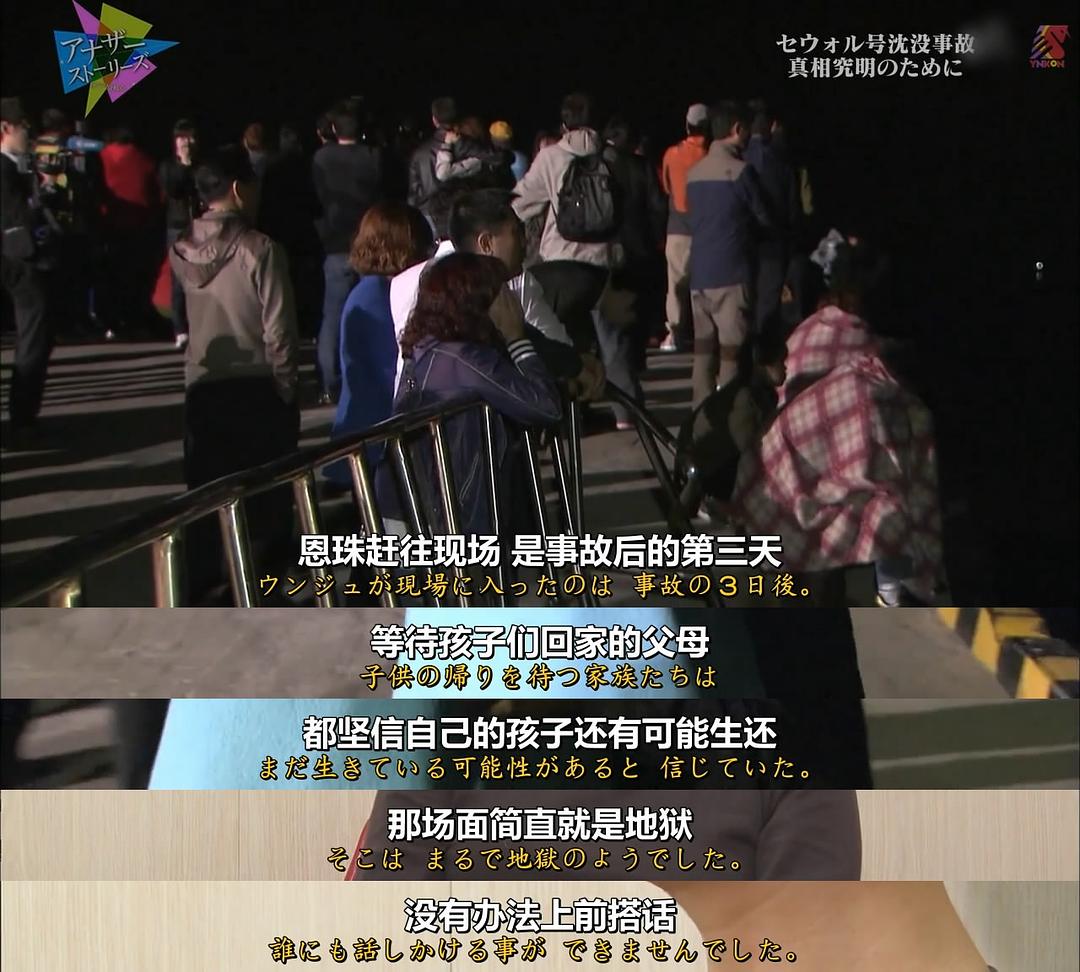 アナザー
ストーリーズ
セウォル号沈没事故
真相究明のために
YNKON
恩珠赶往现场 是事故后的第三天
ウンジュが現場に入ったのは 事故の３日後。
等待孩子们回家的父母
子供の帰りを待つ家族たちは
都坚信自己的孩子还有可能生还
まだ生きている可能性があると 信じていた。
那场面简直就是地狱
そこは まるで地獄のようでした。
没有办法上前搭话
誰にも話しかける事が できませんでした。